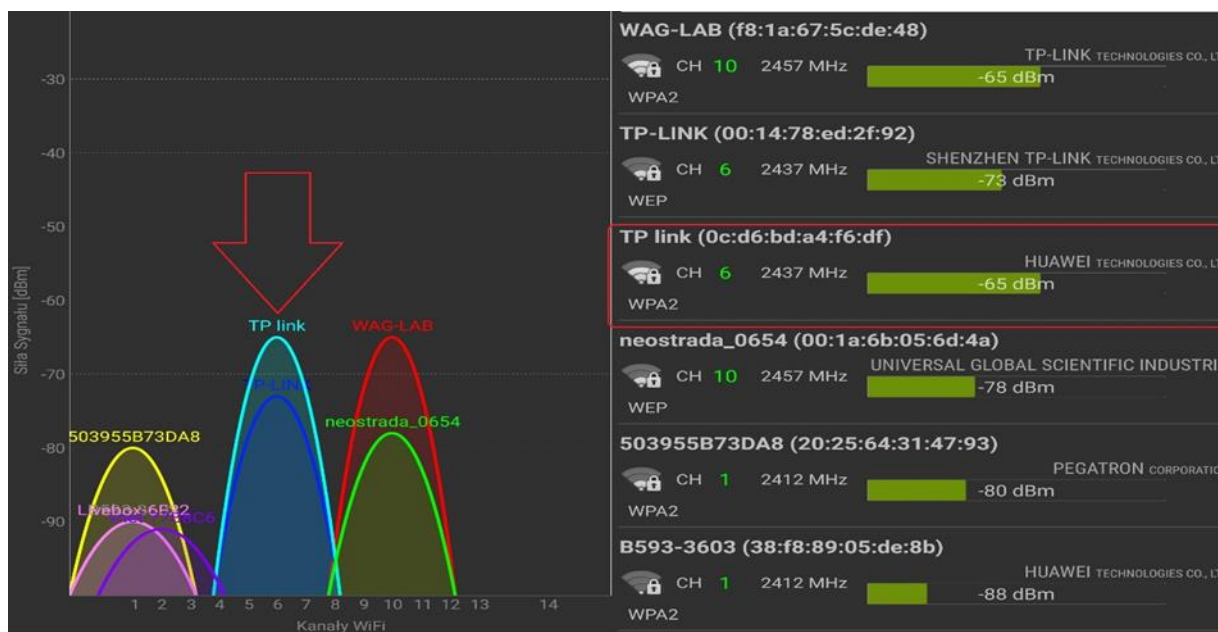 -30
-40
-50
-60
-70
-80
-90
Siła Sygnału [dBm]
TP link
WAG-LAB
TP-LINK
neostrada_0654
503955B73DA8
1 2 3 4 5 6 7 8 9 10 11 12 13 14
Kanały WiFi
WAG-LAB (f8:1a:67:5c:de:48)
TP-LINK TECHNOLOGIES CO., LT
CH 10 2457 MHz
-65 dBm
WPA2
TP-LINK (00:14:78:ed:2f:92)
SHENZHEN TP-LINK TECHNOLOGIES CO., LT
CH 6 2437 MHz
-73 dBm
WEP
TP link (0c:d6:bd:a4:f6:df)
HUAWEI TECHNOLOGIES CO., LT
CH 6 2437 MHz
-65 dBm
WPA2
neostrada_0654 (00:1a:6b:05:6d:4a)
UNIVERSAL GLOBAL SCIENTIFIC INDUSTRI
CH 10 2457 MHz
-78 dBm
WEP
503955B73DA8 (20:25:64:31:47:93)
PEGATRON CORPORATIO
CH 1 2412 MHz
-80 dBm
WPA2
B593-3603 (38:f8:89:05:de:8b)
HUAWEI TECHNOLOGIES CO., LT
CH 1 2412 MHz
-88 dBm
WPA2